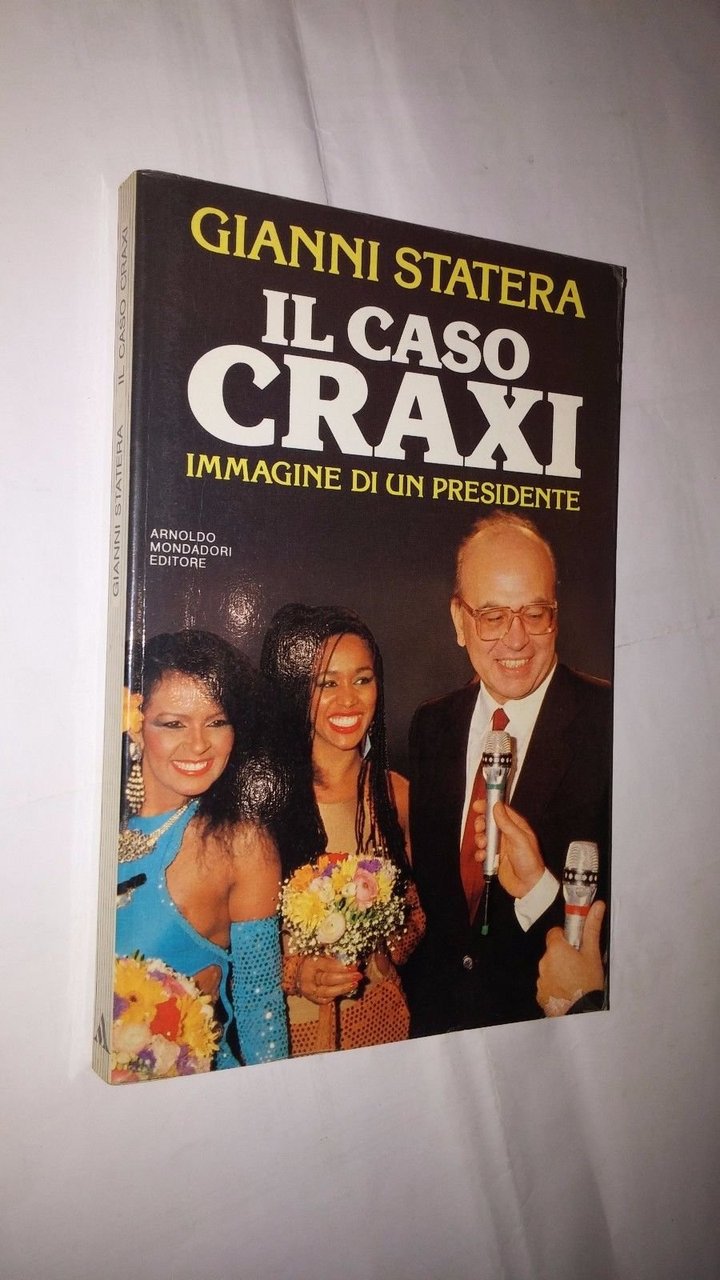 GIANNI STATERA
IL CASO
CRAXI
IMMAGINE DI UN PRESIDENTE
ARNOLDO
MONDADORI
EDITORE
GIANNI STATERA IL CASO CRAXI